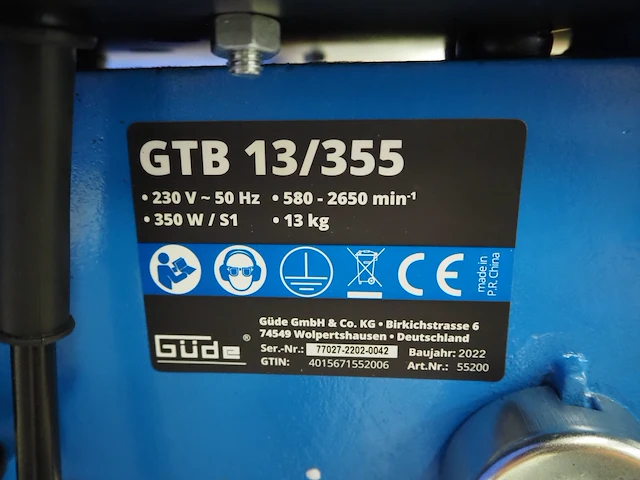 GTB 13/355
• 230 V ~ 50 Hz • 580 - 2650 min⁻¹
• 350 W / S1 • 13 kg
CE
made in
P.R. China
Güde GmbH & Co. KG • Birkichstrasse 6
74549 Wolpertshausen • Deutschland
Güde ®
Ser.-Nr.: 77027-2202-0042 Baujahr: 2022
GTIN: 4015671552006 Art.Nr.: 55200